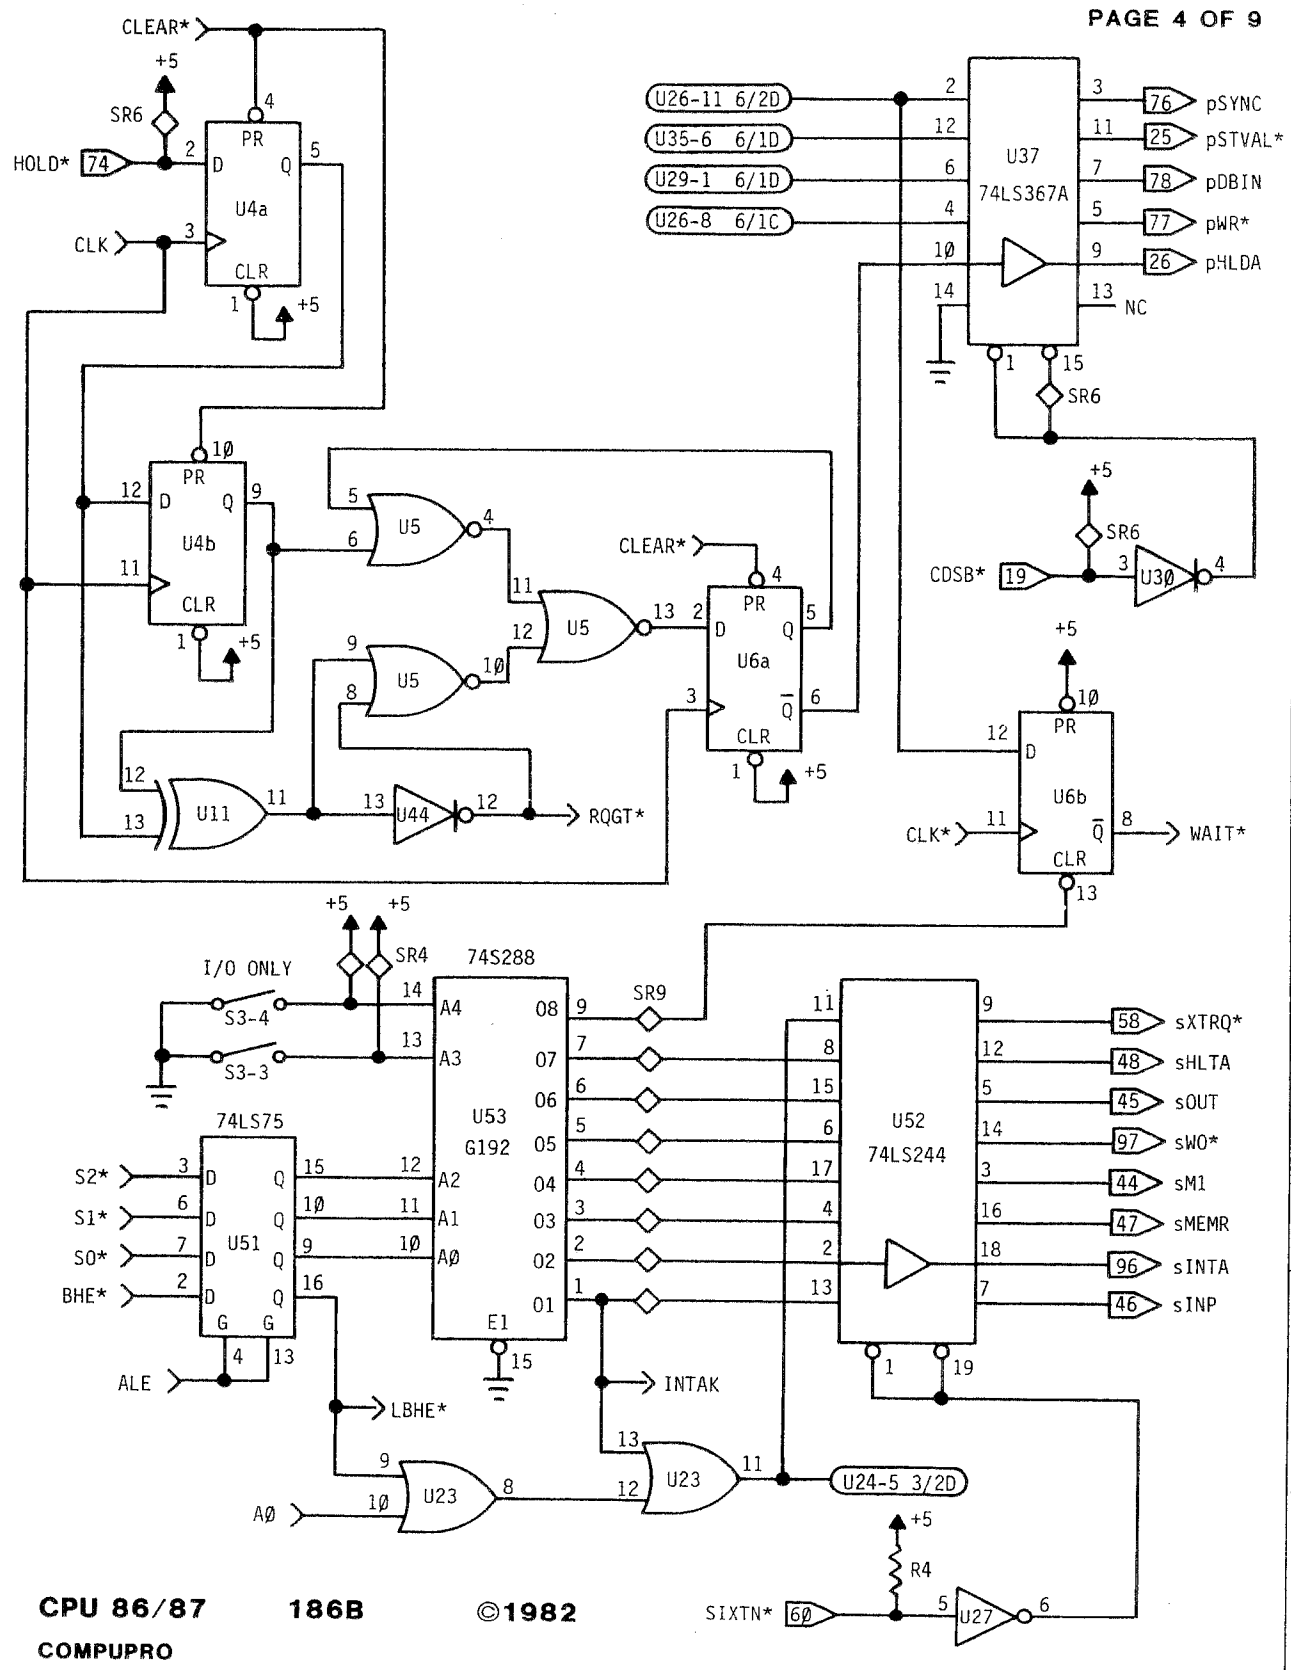 PAGE 4 OF 9
CLEAR*
+5
SR6
HOLD* 74
2 D
4
PR
Q 5
U4a
CLK
3
CLR
1
+5
U26-11 6/2D
U35-6 6/1D
U29-1 6/1D
U26-8 6/1C
2
12
6
4
10
14
U37
74LS367A
3 76 pSYNC
11 25 pSTVAL*
7 78 pDBIN
5 77 pWR*
9 26 pHLDA
13 NC
1
15
SR6
10
PR
12 D
Q 9
U4b
11
CLR
1
+5
5
6
U5
4
9
8
U5
10
11
12
U5
13
CLEAR*
4
PR
2 D
Q 5
U6a
3
Q 6
CLR
1
+5
+5
SR6
CDSB* 19
3
U30
4
12
13
U11
11
13
U44
12
RQGT*
+5
10
PR
12 D
U6b
CLK*
11
Q 8
WAIT*
CLR
13
+5
+5
SR4
I/O ONLY
S3-4
S3-3
74S288
14 A4
13 A3
12 A2
11 A1
10 A0
U53
G192
O8 9
O7 7
O6 6
O5 5
O4 4
O3 3
O2 2
O1 1
E1
15
SR9
74LS75
S2* 3 D Q 15
S1* 6 D Q 10
S0* 7 D Q 9
BHE* 2 D Q 16
U51
G G
4 13
ALE
11
8
15
6
17
4
2
13
U52
74LS244
9 58 sXTRQ*
12 48 sHLTA
5 45 sOUT
14 97 sWO*
3 44 sM1
16 47 sMEMR
18 96 sINTA
7 46 sINP
1
19
INTAK
LBHE*
A0
9
10
U23
8
13
12
U23
11
U24-5 3/2D
+5
R4
SIXTN* 60
5
U27
6
CPU 86/87 186B ©1982
COMPUPRO